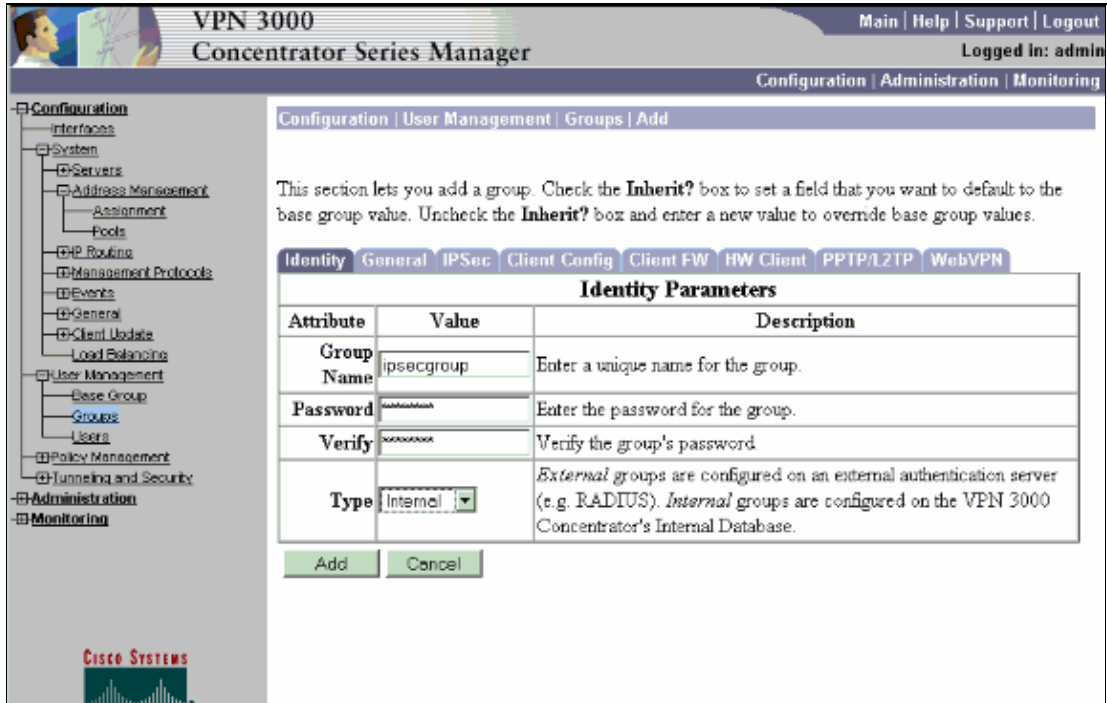 VPN 3000
Concentrator Series Manager
Main | Help | Support | Logout
Logged in: admin
Configuration | Administration | Monitoring
Configuration
Interfaces
System
Servers
Address Management
Assignment
Pools
IP Routing
Management Protocols
Events
General
Client Update
Load Balancing
User Management
Base Group
Groups
Users
Policy Management
Tunneling and Security
Administration
Monitoring
CISCO SYSTEMS
Configuration | User Management | Groups | Add
This section lets you add a group. Check the Inherit? box to set a field that you want to default to the
base group value. Uncheck the Inherit? box and enter a new value to override base group values.
Identity General IPSec Client Config Client FW HW Client PPTP/L2TP WebVPN
Identity Parameters
Attribute Value Description
Group Name ipsecgroup Enter a unique name for the group.
Password ********* Enter the password for the group.
Verify ********* Verify the group's password.
Type Internal External groups are configured on an external authentication server
(e.g. RADIUS). Internal groups are configured on the VPN 3000
Concentrator's Internal Database.
Add Cancel